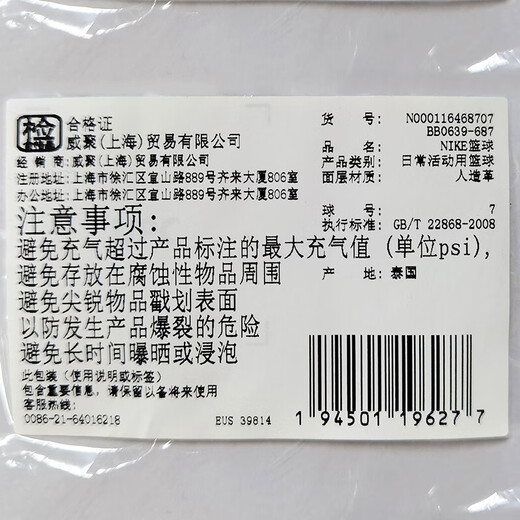 检
合格证
威聚(上海)贸易有限公司
经 销 商:威聚(上海)贸易有限公司
注册地址:上海市徐汇区宜山路889号齐来大厦806室
办公地址:上海市徐汇区宜山路889号齐来大厦806室
货 号: N000116468707
BB0639-687
品 名: NIKE篮球
产品类别: 日常活动用篮球
面层材质: 人造革
球 号: 7
执行标准: GB/T 22868-2008
产 地: 泰国
注意事项:
避免充气超过产品标注的最大充气值 (单位psi),
避免存放在腐蚀性物品周围
避免尖锐物品戳划表面
以防发生产品爆裂的危险
避免长时间曝晒或浸泡
此包装 (使用说明或标签)
包含重要信息, 请保留以备将来使用
客服热线:
0086-21-64016218
EUS 39814
1 94501 19627 7